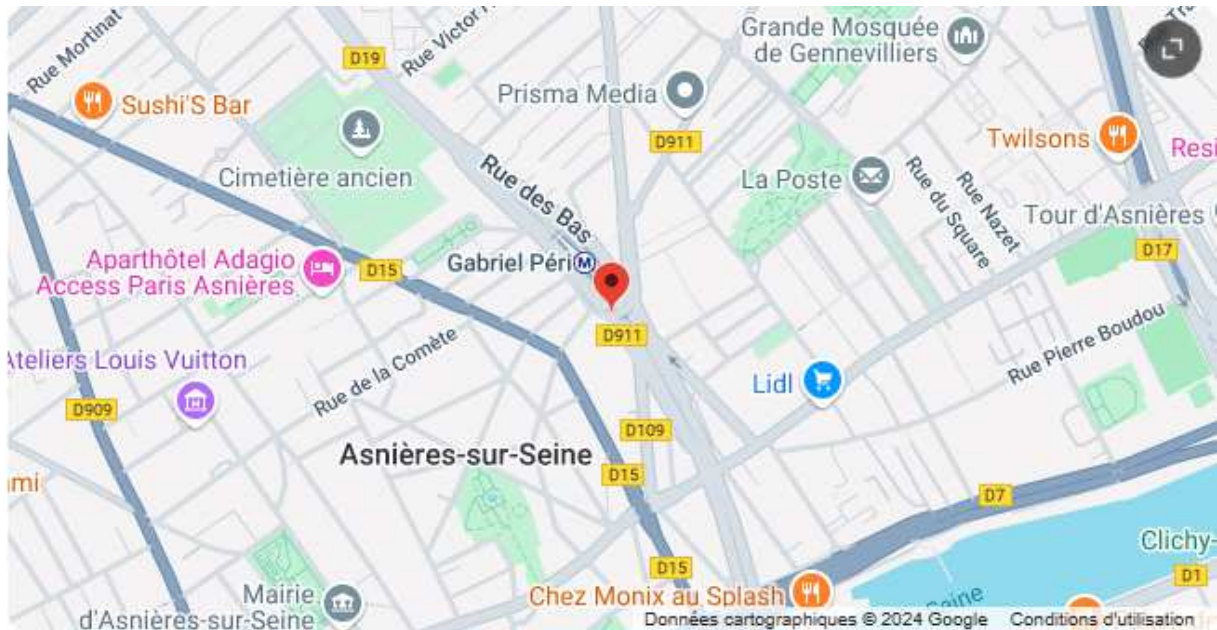 Rue Mortinat
D19
Rue Victor
Grande Mosquée
de Gennevilliers
Sushi'S Bar
Prisma Media
D911
Twilsons
Cimetière ancien
Rue des Bas
La Poste
Rue du Square
Rue Nazet
Resi
Tour d'Asnières
Aparthôtel Adagio
Access Paris Asnières
D15
Gabriel Péri
M
D17
D911
Rue Pierre Boudou
Ateliers Louis Vuitton
Rue de la Comète
Lidl
D909
D109
Asnières-sur-Seine
D15
D7
Clichy-
D15
D1
Mairie
d'Asnières-sur-Seine
Chez Monix au Splash
Seine
Données cartographiques © 2024 Google
Conditions d'utilisation